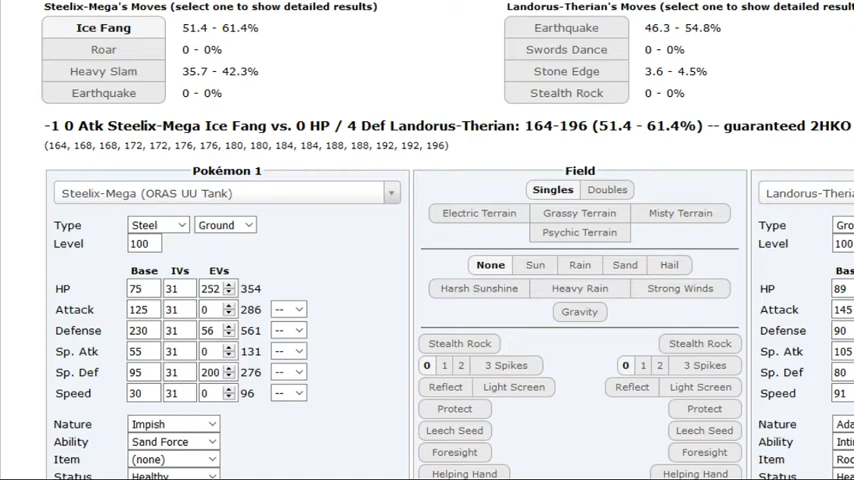 Steelix-Mega's Moves (select one to show detailed results)
Landorus-Therian's Moves (select one to show detailed resul
Ice Fang 51.4 - 61.4%
Earthquake 46.3 - 54.8%
Roar 0 - 0%
Swords Dance 0 - 0%
Heavy Slam 35.7 - 42.3%
Stone Edge 3.6 - 4.5%
Earthquake 0 - 0%
Stealth Rock 0 - 0%
-1 0 Atk Steelix-Mega Ice Fang vs. 0 HP / 4 Def Landorus-Therian: 164-196 (51.4 - 61.4%) -- guaranteed 2HKO
(164, 168, 168, 172, 172, 176, 176, 180, 180, 184, 184, 188, 188, 192, 192, 196)
Pokémon 1
Steelix-Mega (ORAS UU Tank)
Type Steel Ground
Level 100
Base IVs EVs
HP 75 31 252 354
Attack 125 31 0 286 --
Defense 230 31 56 561 --
Sp. Atk 55 31 0 131 --
Sp. Def 95 31 200 276 --
Speed 30 31 0 96 --
Nature Impish
Ability Sand Force
Item (none)
Status Healthy
Field
Singles Doubles
Electric Terrain Grassy Terrain Misty Terrain
Psychic Terrain
None Sun Rain Sand Hail
Harsh Sunshine Heavy Rain Strong Winds
Gravity
Stealth Rock Stealth Rock
0 1 2 3 Spikes 0 1 2 3 Spikes
Reflect Light Screen Reflect Light Screen
Protect Protect
Leech Seed Leech Seed
Foresight Foresight
Helping Hand Helping Hand
Landorus-Theria
Type Gro
Level 100
Base
HP 89
Attack 145
Defense 90
Sp. Atk 105
Sp. Def 80
Speed 91
Nature Ada
Ability Inti
Item Roc
Status Hea